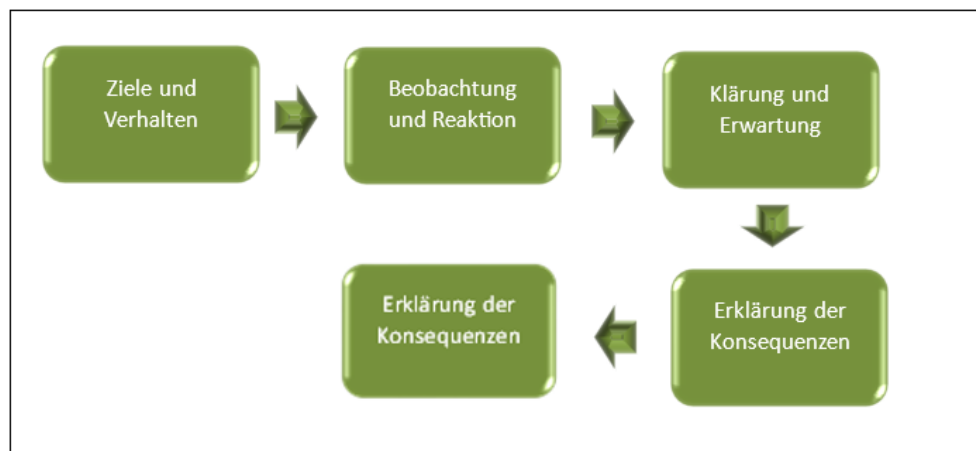 Ziele und
Verhalten
Beobachtung
und Reaktion
Klärung und
Erwartung
Erklärung der
Konsequenzen
Erklärung der
Konsequenzen